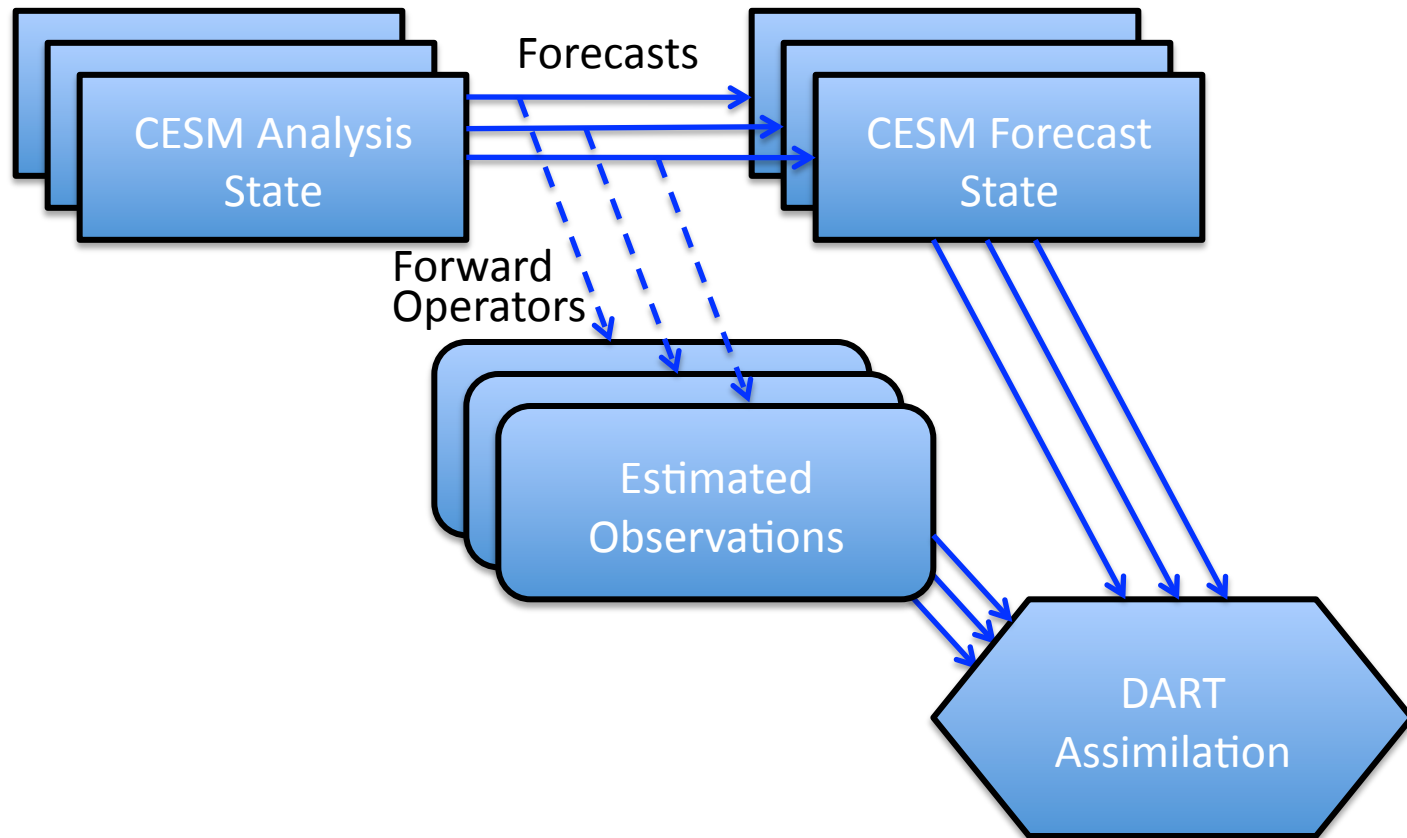 Forecasts
CESM Analysis
State
CESM Forecast
State
Forward
Operators
Estimated
Observations
DART
Assimilation